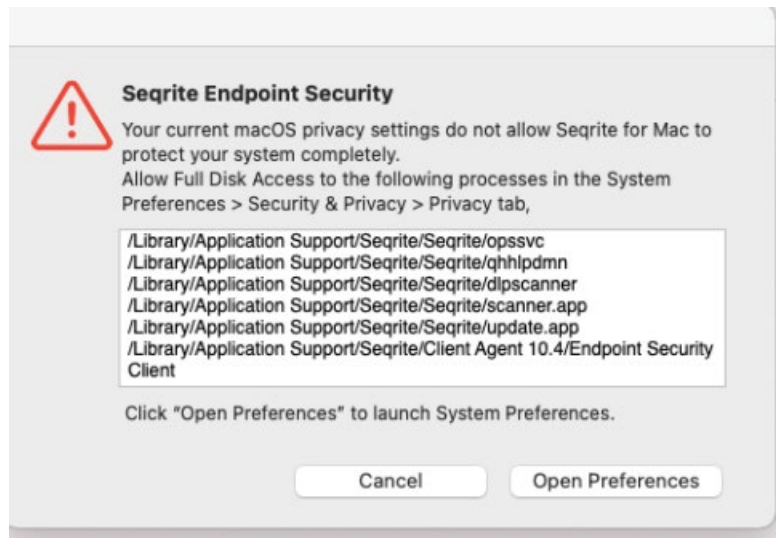 Seqrite Endpoint Security
Your current macOS privacy settings do not allow Seqrite for Mac to
protect your system completely.
Allow Full Disk Access to the following processes in the System
Preferences > Security & Privacy > Privacy tab,
/Library/Application Support/Seqrite/Seqrite/opssvc
/Library/Application Support/Seqrite/Seqrite/qhhlpdmn
/Library/Application Support/Seqrite/Seqrite/dlpscanner
/Library/Application Support/Seqrite/Seqrite/scanner.app
/Library/Application Support/Seqrite/Seqrite/update.app
/Library/Application Support/Seqrite/Client Agent 10.4/Endpoint Security
Client
Click "Open Preferences" to launch System Preferences.
Cancel
Open Preferences